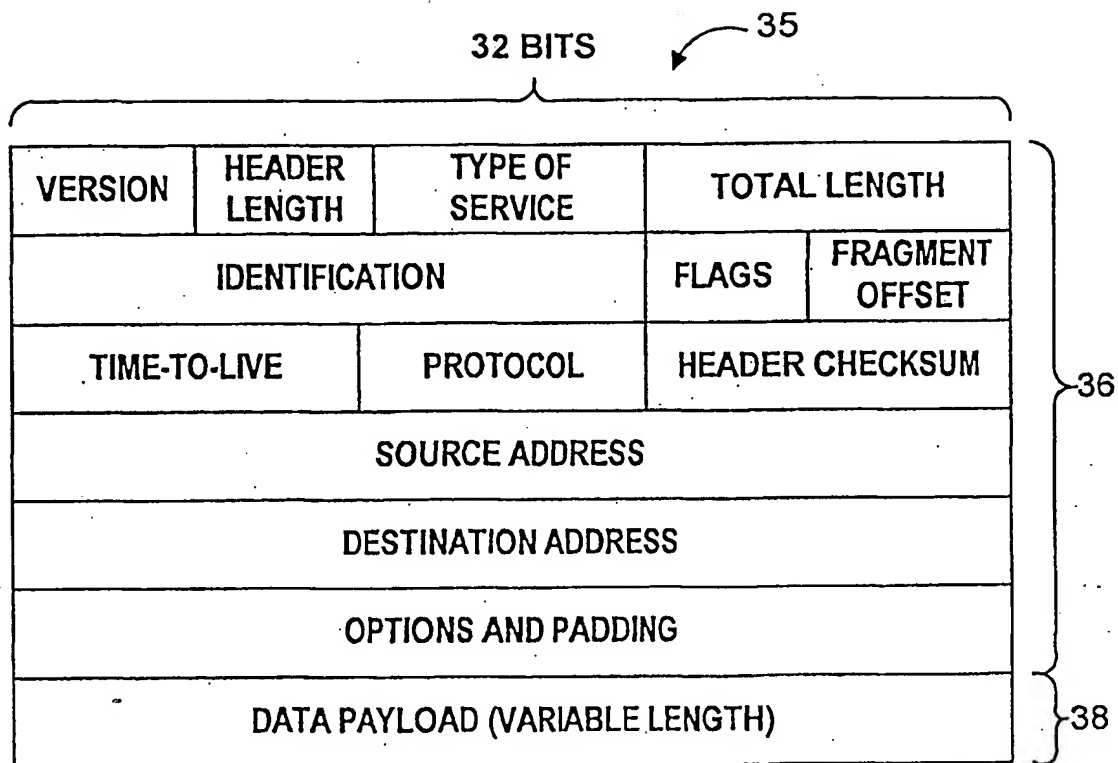 35
32 BITS
VERSION
HEADER
LENGTH
TYPE OF
SERVICE
TOTAL LENGTH
IDENTIFICATION
FLAGS
FRAGMENT
OFFSET
TIME-TO-LIVE
PROTOCOL
HEADER CHECKSUM
36
SOURCE ADDRESS
DESTINATION ADDRESS
OPTIONS AND PADDING
DATA PAYLOAD (VARIABLE LENGTH)
38